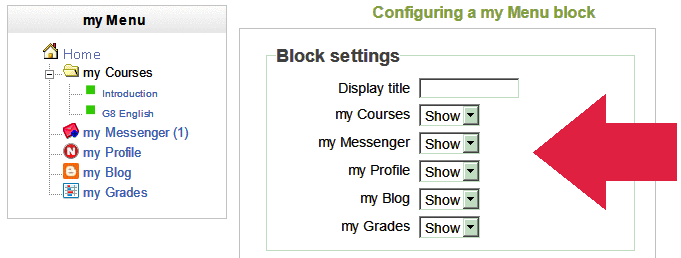 my Menu
Home
my Courses
Introduction
G8 English
my Messenger (1)
my Profile
my Blog
my Grades
Configuring a my Menu block
Block settings
Display title
my Courses Show
my Messenger Show
my Profile Show
my Blog Show
my Grades Show